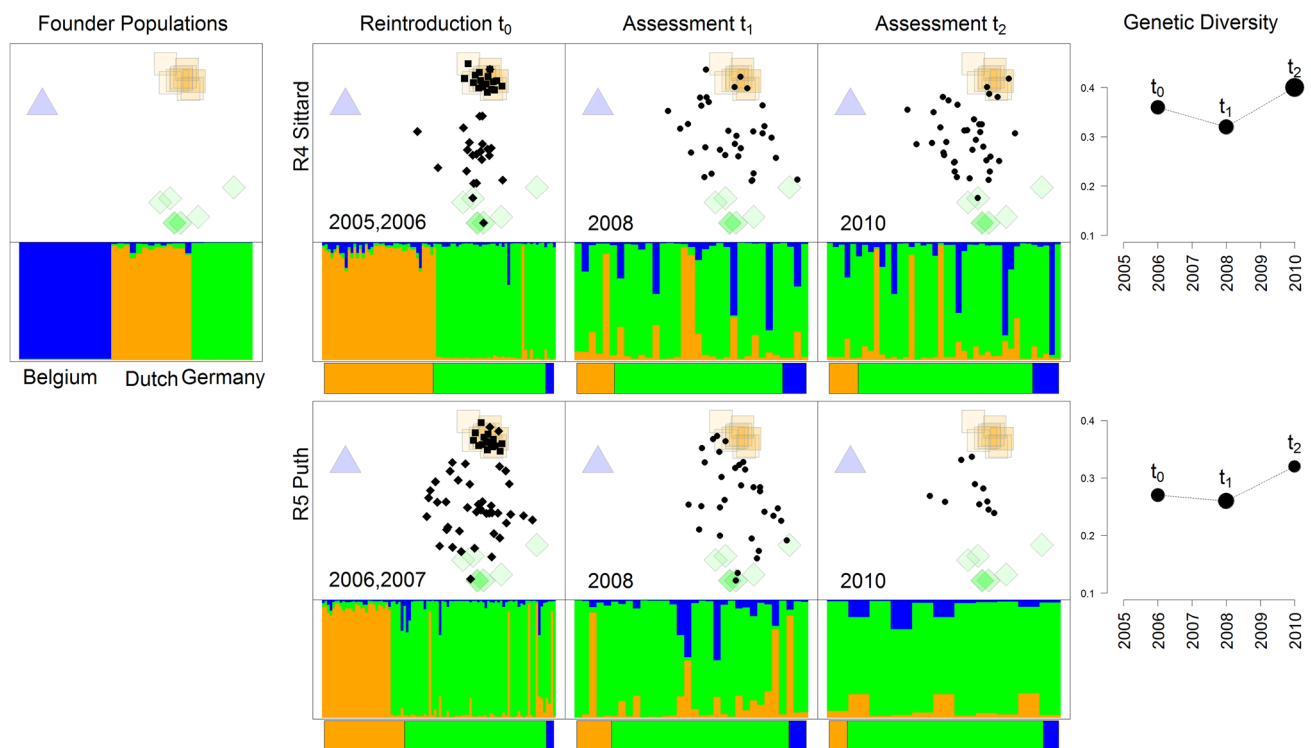 Founder Populations
Reintroduction t0
Assessment t1
Assessment t2
Genetic Diversity
R4 Sittard
2005,2006
2008
2010
t0
t1
t2
0.4
0.3
0.2
0.1
2005
2006
2007
2008
2009
2010
Belgium
Dutch
Germany
R5 Puth
2006,2007
2008
2010
t0
t1
t2
0.4
0.3
0.2
0.1
2005
2006
2007
2008
2009
2010